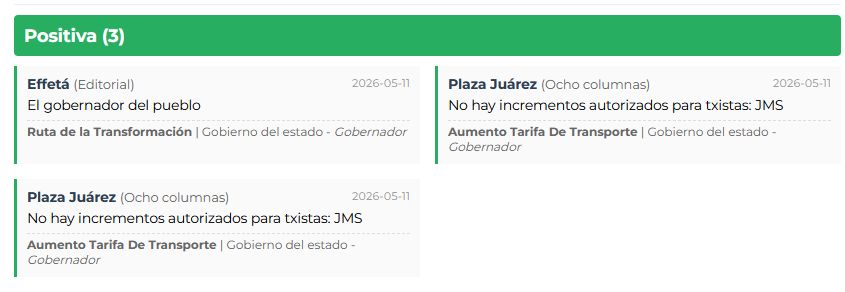 Positiva (3)
Effetá (Editorial) 2026-05-11
El gobernador del pueblo
Ruta de la Transformación | Gobierno del estado - Gobernador
Plaza Juárez (Ocho columnas) 2026-05-11
No hay incrementos autorizados para txistas: JMS
Aumento Tarifa De Transporte | Gobierno del estado -
Gobernador
Plaza Juárez (Ocho columnas) 2026-05-11
No hay incrementos autorizados para txistas: JMS
Aumento Tarifa De Transporte | Gobierno del estado -
Gobernador